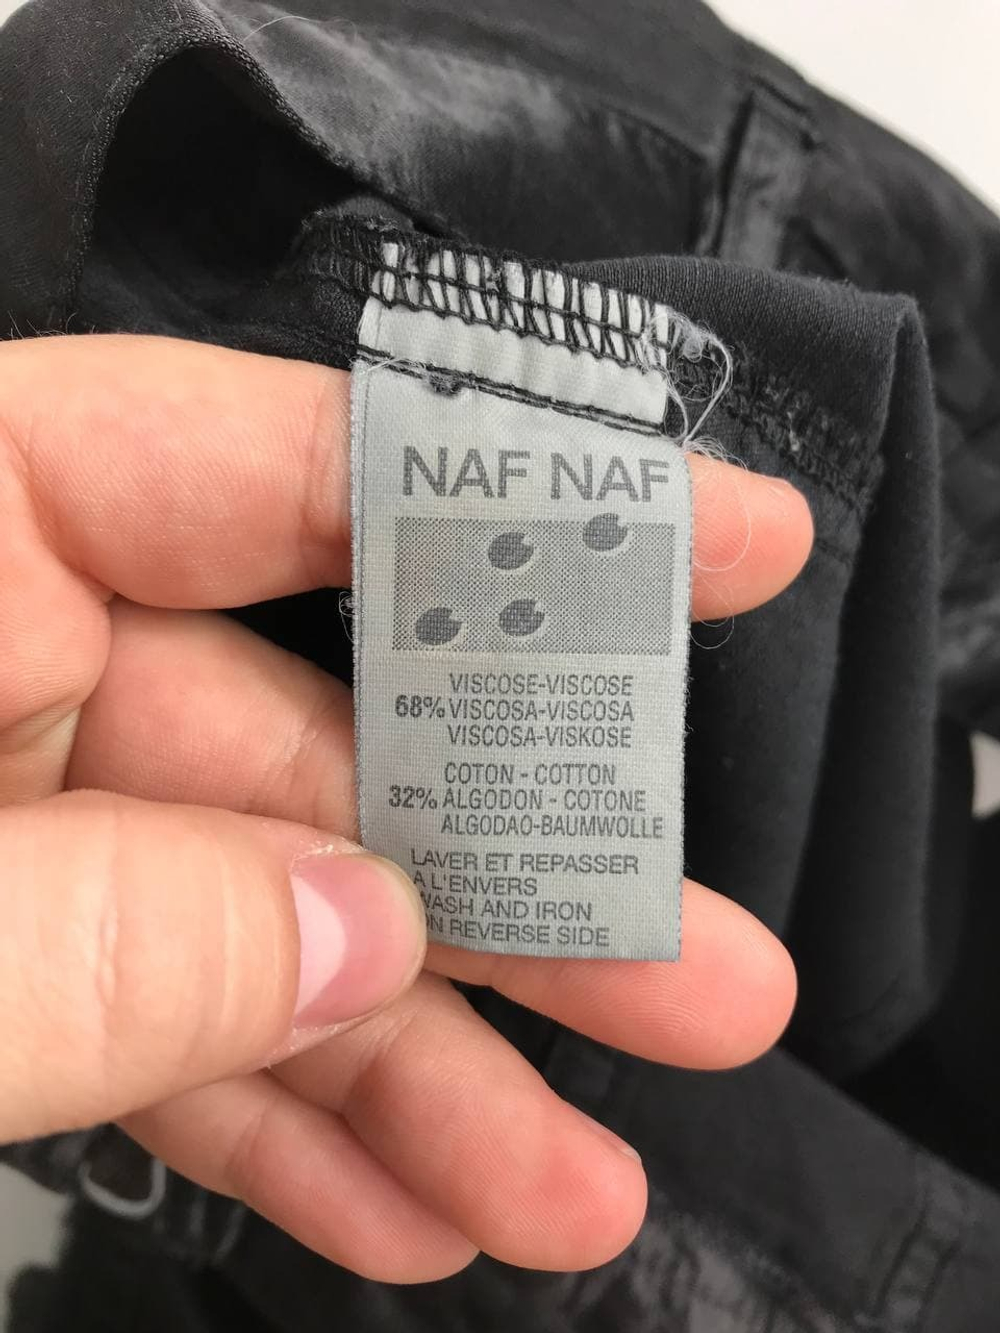 NAF NAF
VISCOSE-VISCOSE
68% VISCOSA-VISCOSA
VISCOSA-VISKOSE
COTON - COTTON
32% ALGODON - COTONE
ALGODAO-BAUMWOLLE
LAVER ET REPASSER
A L'ENVERS
WASH AND IRON
ON REVERSE SIDE